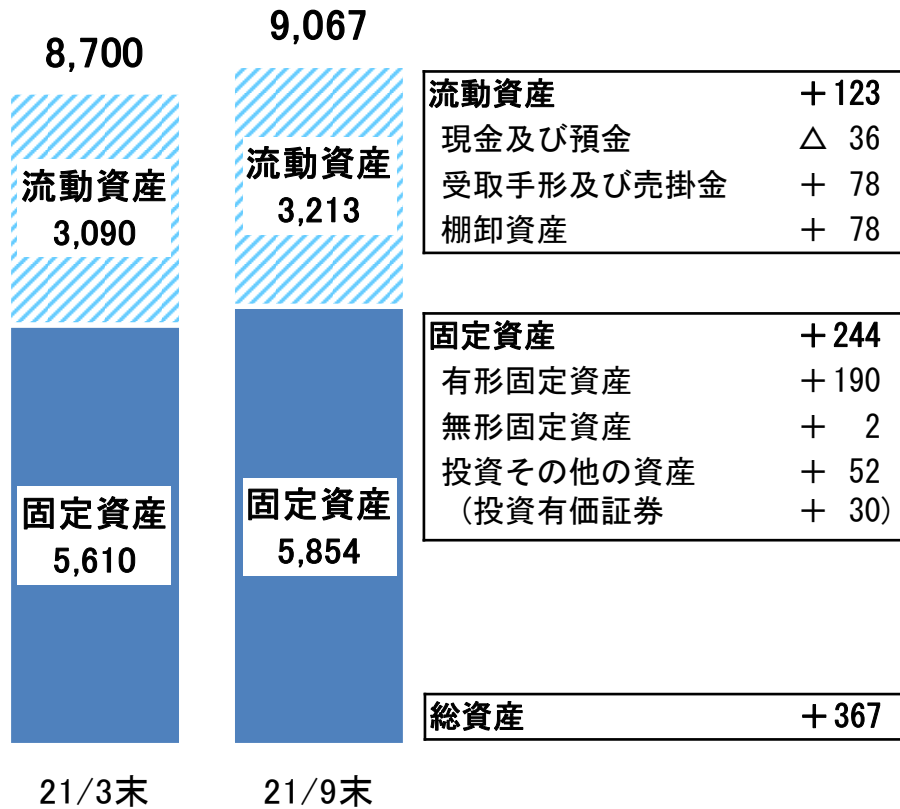 8,700
流動資産
3,090
固定資産
5,610
21/3末
9,067
流動資産
3,213
固定資産
5,854
21/9末
流動資産 ＋123
現金及び預金 △ 36
受取手形及び売掛金 ＋ 78
棚卸資産 ＋ 78
固定資産 ＋244
有形固定資産 ＋190
無形固定資産 ＋ 2
投資その他の資産 ＋ 52
（投資有価証券 ＋ 30）
総資産 ＋367